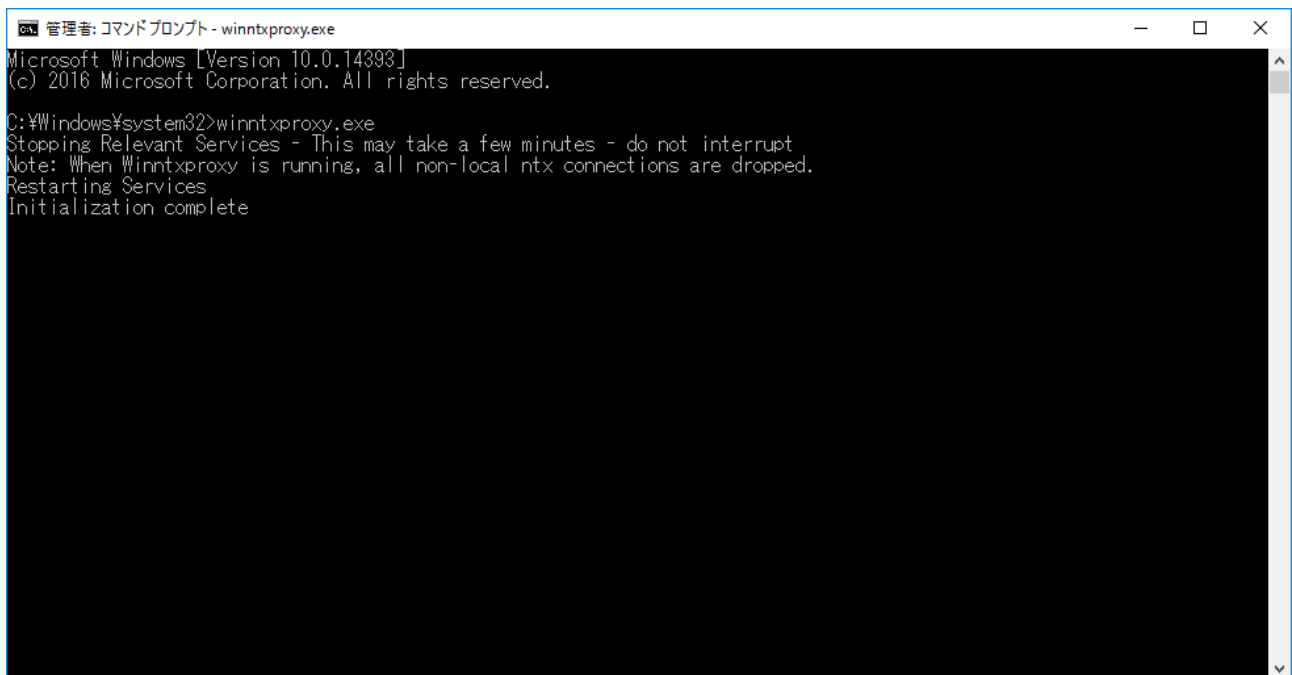 管理者: コマンド プロンプト - winntxproxy.exe
Microsoft Windows [Version 10.0.14393]
(c) 2016 Microsoft Corporation. All rights reserved.
C:¥Windows¥system32>winntxproxy.exe
Stopping Relevant Services - This may take a few minutes - do not interrupt
Note: When Winntxproxy is running, all non-local ntx connections are dropped.
Restarting Services
Initialization complete